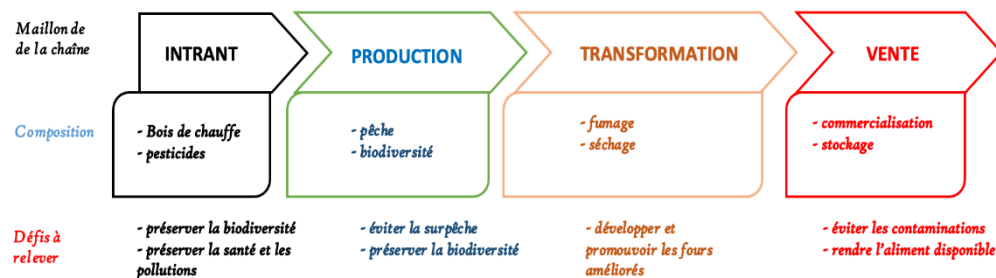 Maillon de
de la chaîne
INTRANT
PRODUCTION
TRANSFORMATION
VENTE
Composition
- Bois de chauffe
- pesticides
- pêche
- biodiversité
- fumage
- séchage
- commercialisation
- stockage
Défis à
relever
- préserver la biodiversité
- préserver la santé et les
pollutions
- éviter la surpêche
- préserver la biodiversité
- développer et
promouvoir les fours
améliorés
- éviter les contaminations
- rendre l'aliment disponible